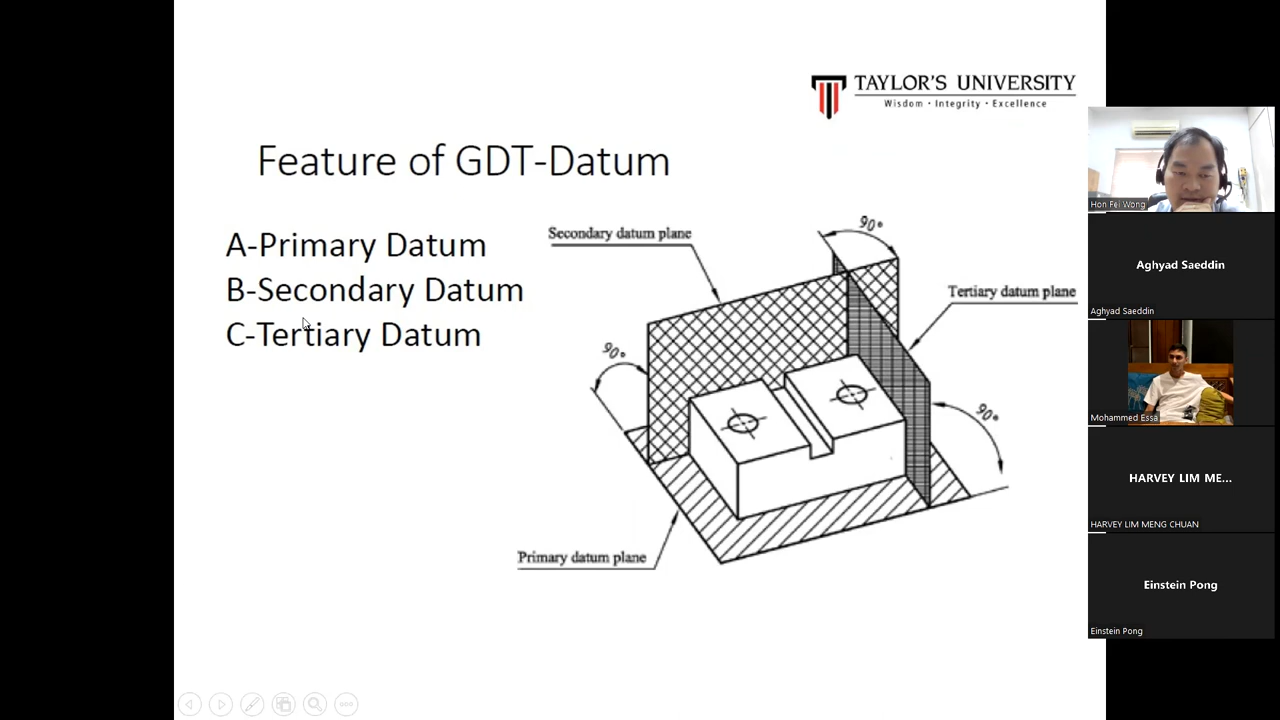 TAYLOR'S UNIVERSITY
Wisdom • Integrity • Excellence
Feature of GDT-Datum
A-Primary Datum
B-Secondary Datum
C-Tertiary Datum
Secondary datum plane
90°
Tertiary datum plane
90°
90°
Primary datum plane
Hon Fei Wong
Aghyad Saeddin
Aghyad Saeddin
Mohammed Essa
HARVEY LIM ME...
HARVEY LIM MENG CHUAN
Einstein Pong
Einstein Pong